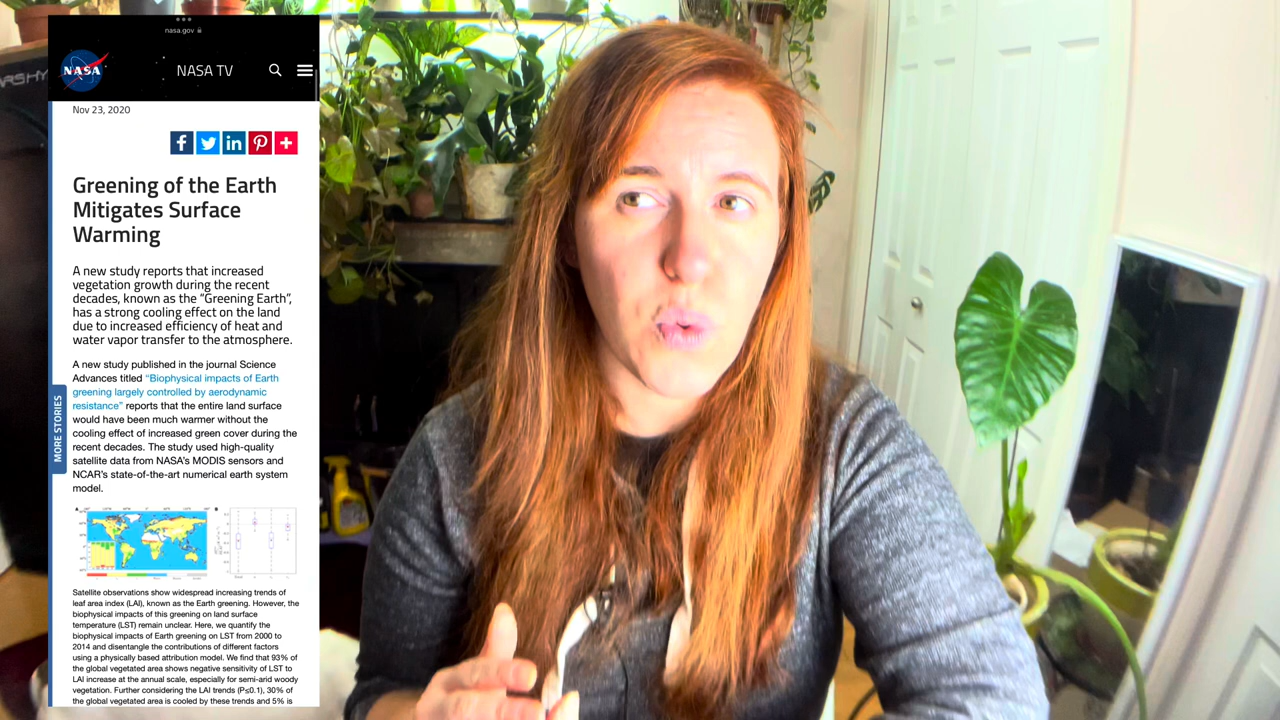 nasa.gov
NASA
NASA TV
Nov 23, 2020
Greening of the Earth
Mitigates Surface
Warming
A new study reports that increased
vegetation growth during the recent
decades, known as the “Greening Earth”,
has a strong cooling effect on the land
due to increased efficiency of heat and
water vapor transfer to the atmosphere.
A new study published in the journal Science
Advances titled “Biophysical impacts of Earth
greening largely controlled by aerodynamic
resistance” reports that the entire land surface
would have been much warmer without the
cooling effect of increased green cover during the
recent decades. The study used high-quality
satellite data from NASA's MODIS sensors and
NCAR's state-of-the-art numerical earth system
model.
MORE STORIES
A
B
Satellite observations show widespread increasing trends of
leaf area index (LAI), known as the Earth greening. However, the
biophysical impacts of this greening on land surface
temperature (LST) remain unclear. Here, we quantify the
biophysical impacts of Earth greening on LST from 2000 to
2014 and disentangle the contributions of different factors
using a physically based attribution model. We find that 93% of
the global vegetated area shows negative sensitivity of LST to
LAI increase at the annual scale, especially for semi-arid woody
vegetation. Further considering the LAI trends (P≤0.1), 30% of
the global vegetated area is cooled by these trends and 5% is